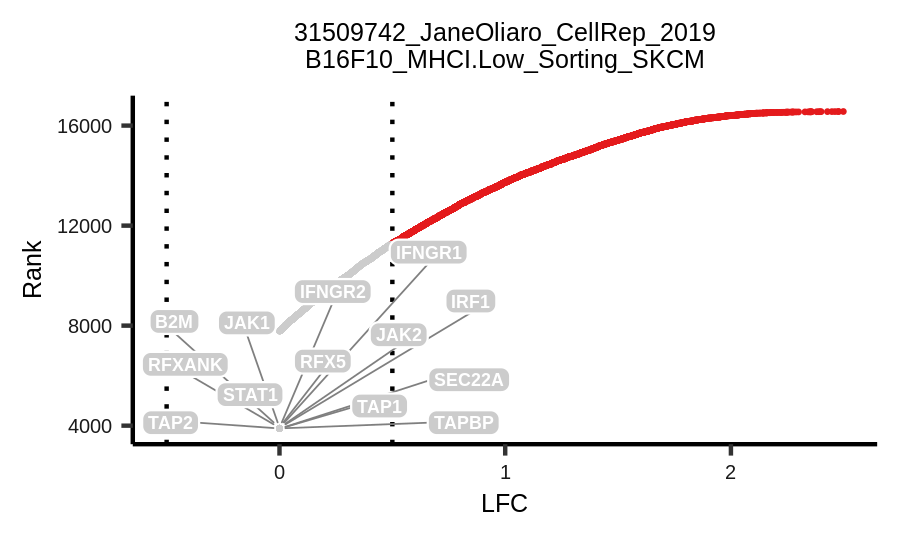 31509742_JaneOliaro_CellRep_2019
B16F10_MHCI.Low_Sorting_SKCM
Rank
16000
12000
8000
4000
IFNGR1
IFNGR2
IRF1
B2M
JAK1
JAK2
RFXANK
RFX5
SEC22A
STAT1
TAP1
TAP2
TAPBP
0
1
2
LFC